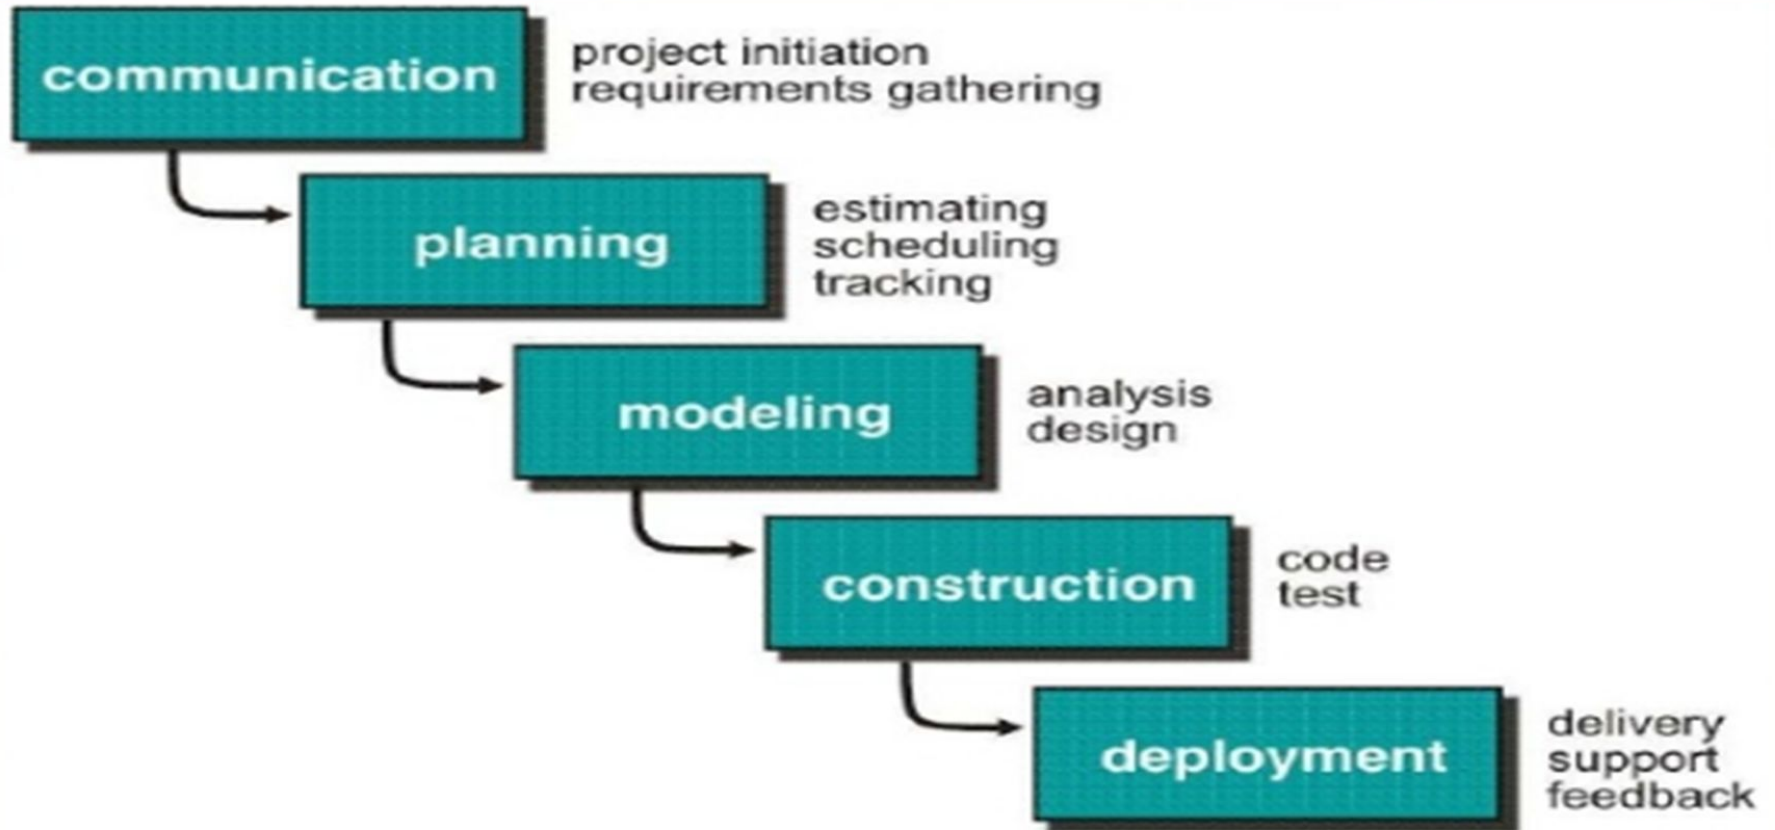 communication
project initiation
requirements gathering
planning
estimating
scheduling
tracking
modeling
analysis
design
construction
code
test
deployment
delivery
support
feedback